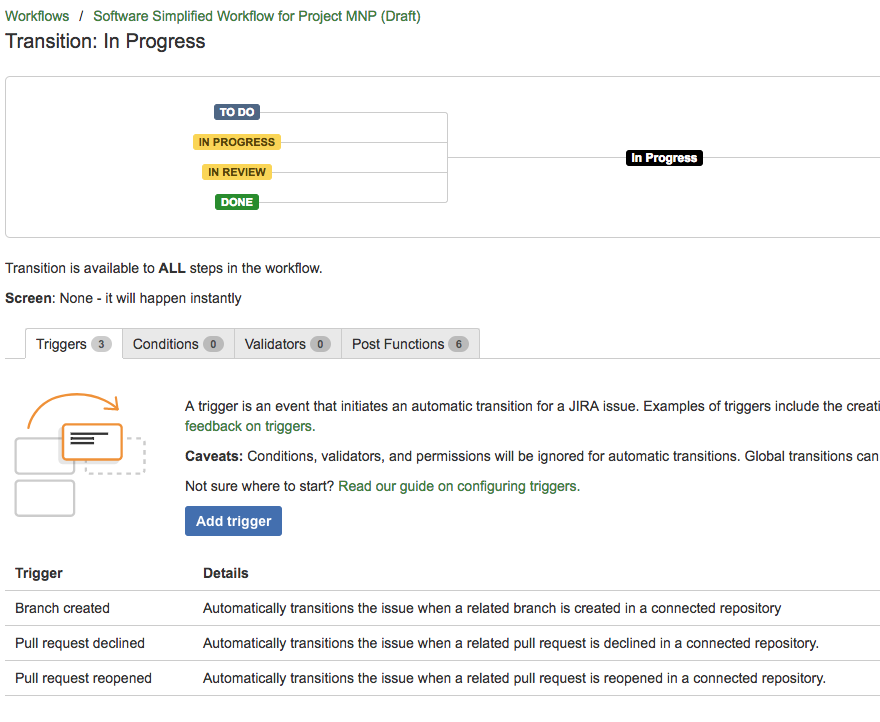 Workflows / Software Simplified Workflow for Project MNP (Draft)
Transition: In Progress
TO DO
IN PROGRESS
IN REVIEW
DONE
In Progress
Transition is available to ALL steps in the workflow.
Screen: None - it will happen instantly
Triggers 3 Conditions 0 Validators 0 Post Functions 6
A trigger is an event that initiates an automatic transition for a JIRA issue. Examples of triggers include the creati
feedback on triggers.
Caveats: Conditions, validators, and permissions will be ignored for automatic transitions. Global transitions can
Not sure where to start? Read our guide on configuring triggers.
Add trigger
Trigger Details
Branch created Automatically transitions the issue when a related branch is created in a connected repository
Pull request declined Automatically transitions the issue when a related pull request is declined in a connected repository.
Pull request reopened Automatically transitions the issue when a related pull request is reopened in a connected repository.